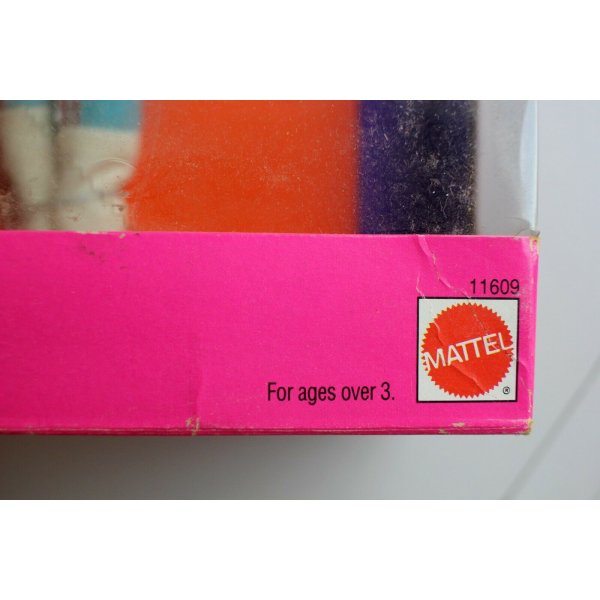 11609
MATTEL
®
For ages over 3.